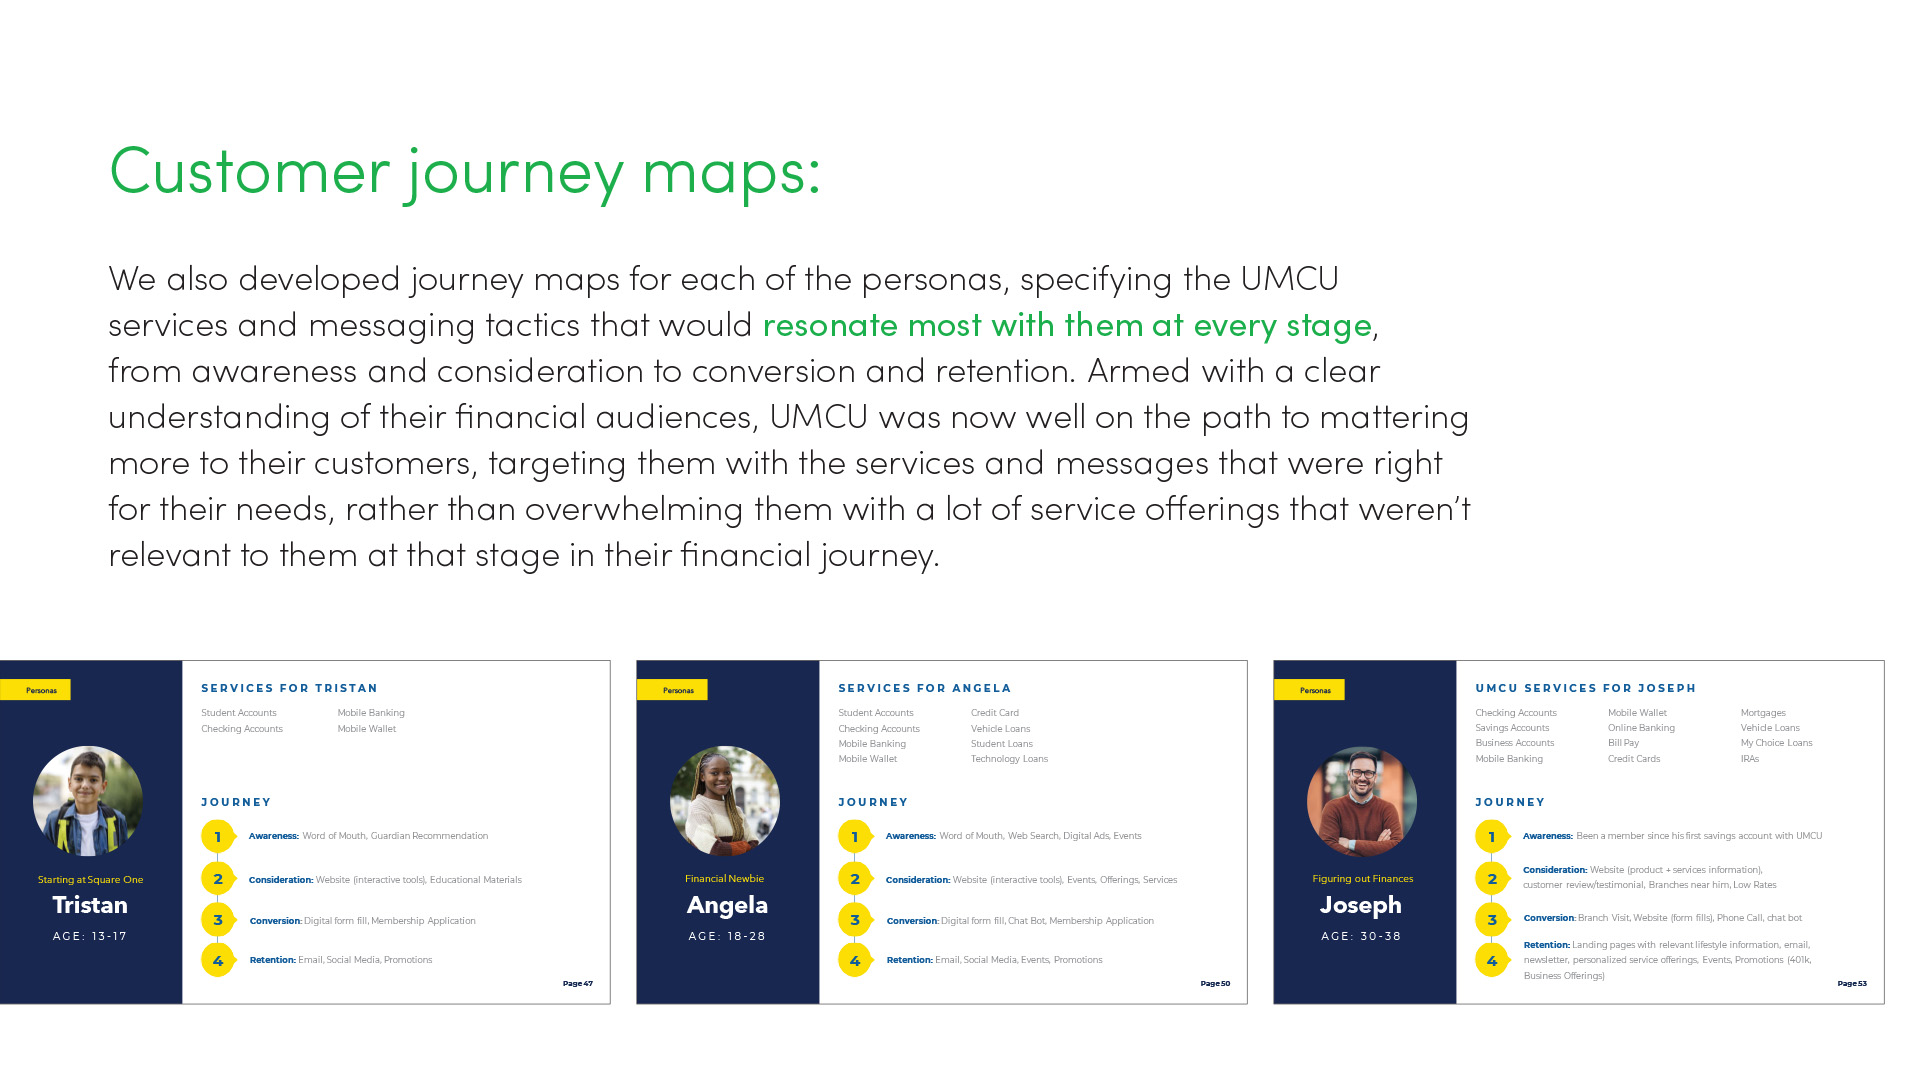 Customer journey maps:
We also developed journey maps for each of the personas, specifying the UMCU
services and messaging tactics that would resonate most with them at every stage,
from awareness and consideration to conversion and retention. Armed with a clear
understanding of their financial audiences, UMCU was now well on the path to mattering
more to their customers, targeting them with the services and messages that were right
for their needs, rather than overwhelming them with a lot of service offerings that weren’t
relevant to them at that stage in their financial journey.
Personas
Starting at Square One
Tristan
AGE: 13-17
SERVICES FOR TRISTAN
Student Accounts
Checking Accounts
Mobile Banking
Mobile Wallet
JOURNEY
1 Awareness: Word of Mouth, Guardian Recommendation
2 Consideration: Website (interactive tools), Educational Materials
3 Conversion: Digital form fill, Membership Application
4 Retention: Email, Social Media, Promotions
Page 47
Personas
Financial Newbie
Angela
AGE: 18-28
SERVICES FOR ANGELA
Student Accounts
Checking Accounts
Mobile Banking
Mobile Wallet
Credit Card
Vehicle Loans
Student Loans
Technology Loans
JOURNEY
1 Awareness: Word of Mouth, Web Search, Digital Ads, Events
2 Consideration: Website (interactive tools), Events, Offerings, Services
3 Conversion: Digital form fill, Chat Bot, Membership Application
4 Retention: Email, Social Media, Events, Promotions
Page 50
Personas
Figuring out Finances
Joseph
AGE: 30-38
UMCU SERVICES FOR JOSEPH
Checking Accounts
Savings Accounts
Business Accounts
Mobile Banking
Mobile Wallet
Online Banking
Bill Pay
Credit Cards
Mortgages
Vehicle Loans
My Choice Loans
IRAs
JOURNEY
1 Awareness: Been a member since his first savings account with UMCU
2 Consideration: Website (product + services information),
customer review/testimonial, Branches near him, Low Rates
3 Conversion: Branch Visit, Website (form fills), Phone Call, chat bot
4 Retention: Landing pages with relevant lifestyle information, email,
newsletter, personalized service offerings, Events, Promotions (401k,
Business Offerings)
Page 53